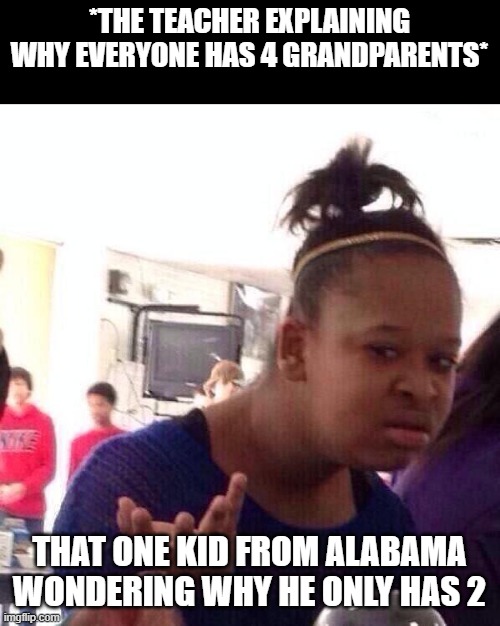 *THE TEACHER EXPLAINING
WHY EVERYONE HAS 4 GRANDPARENTS*
NIKE
THAT ONE KID FROM ALABAMA
WONDERING WHY HE ONLY HAS 2
imgflip.com